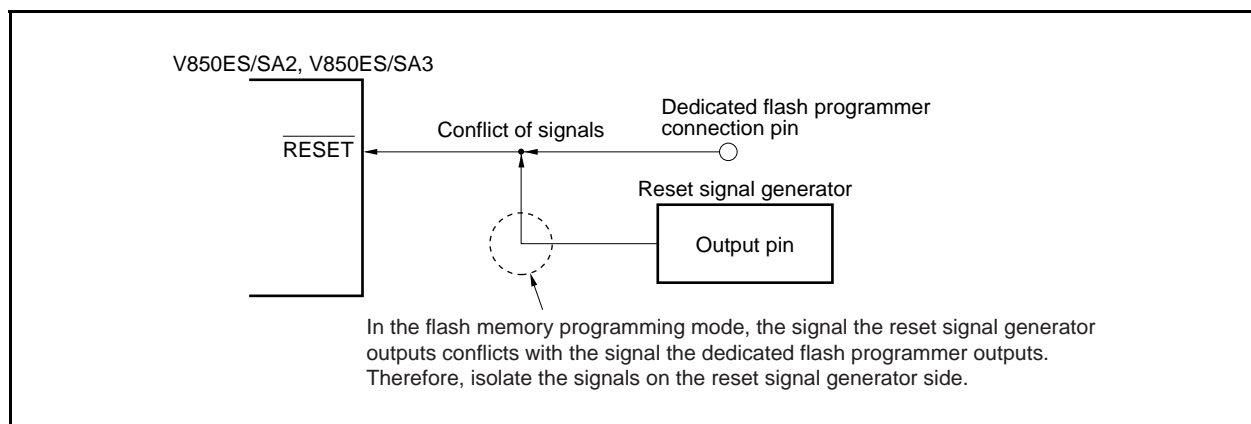 V850ES/SA2, V850ES/SA3
RESET
Conflict of signals
Dedicated flash programmer
connection pin
Reset signal generator
Output pin
In the flash memory programming mode, the signal the reset signal generator
outputs conflicts with the signal the dedicated flash programmer outputs.
Therefore, isolate the signals on the reset signal generator side.